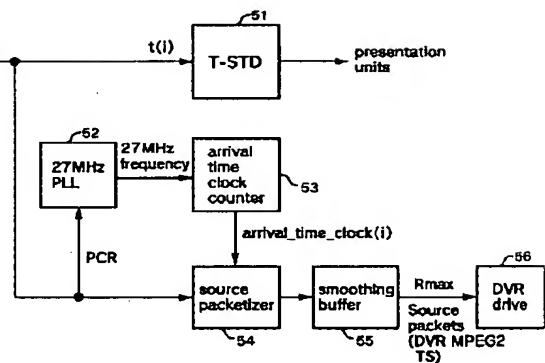 51
t(i)
T-STD
presentation
units
52
27MHz
PLL
27MHz
frequency
arrival
time
clock
counter
53
arrival_time_clock(i)
PCR
source
packetizer
54
smoothing
buffer
55
Rmax
Source
packets
(DVR MPEG2
TS)
56
DVR
drive